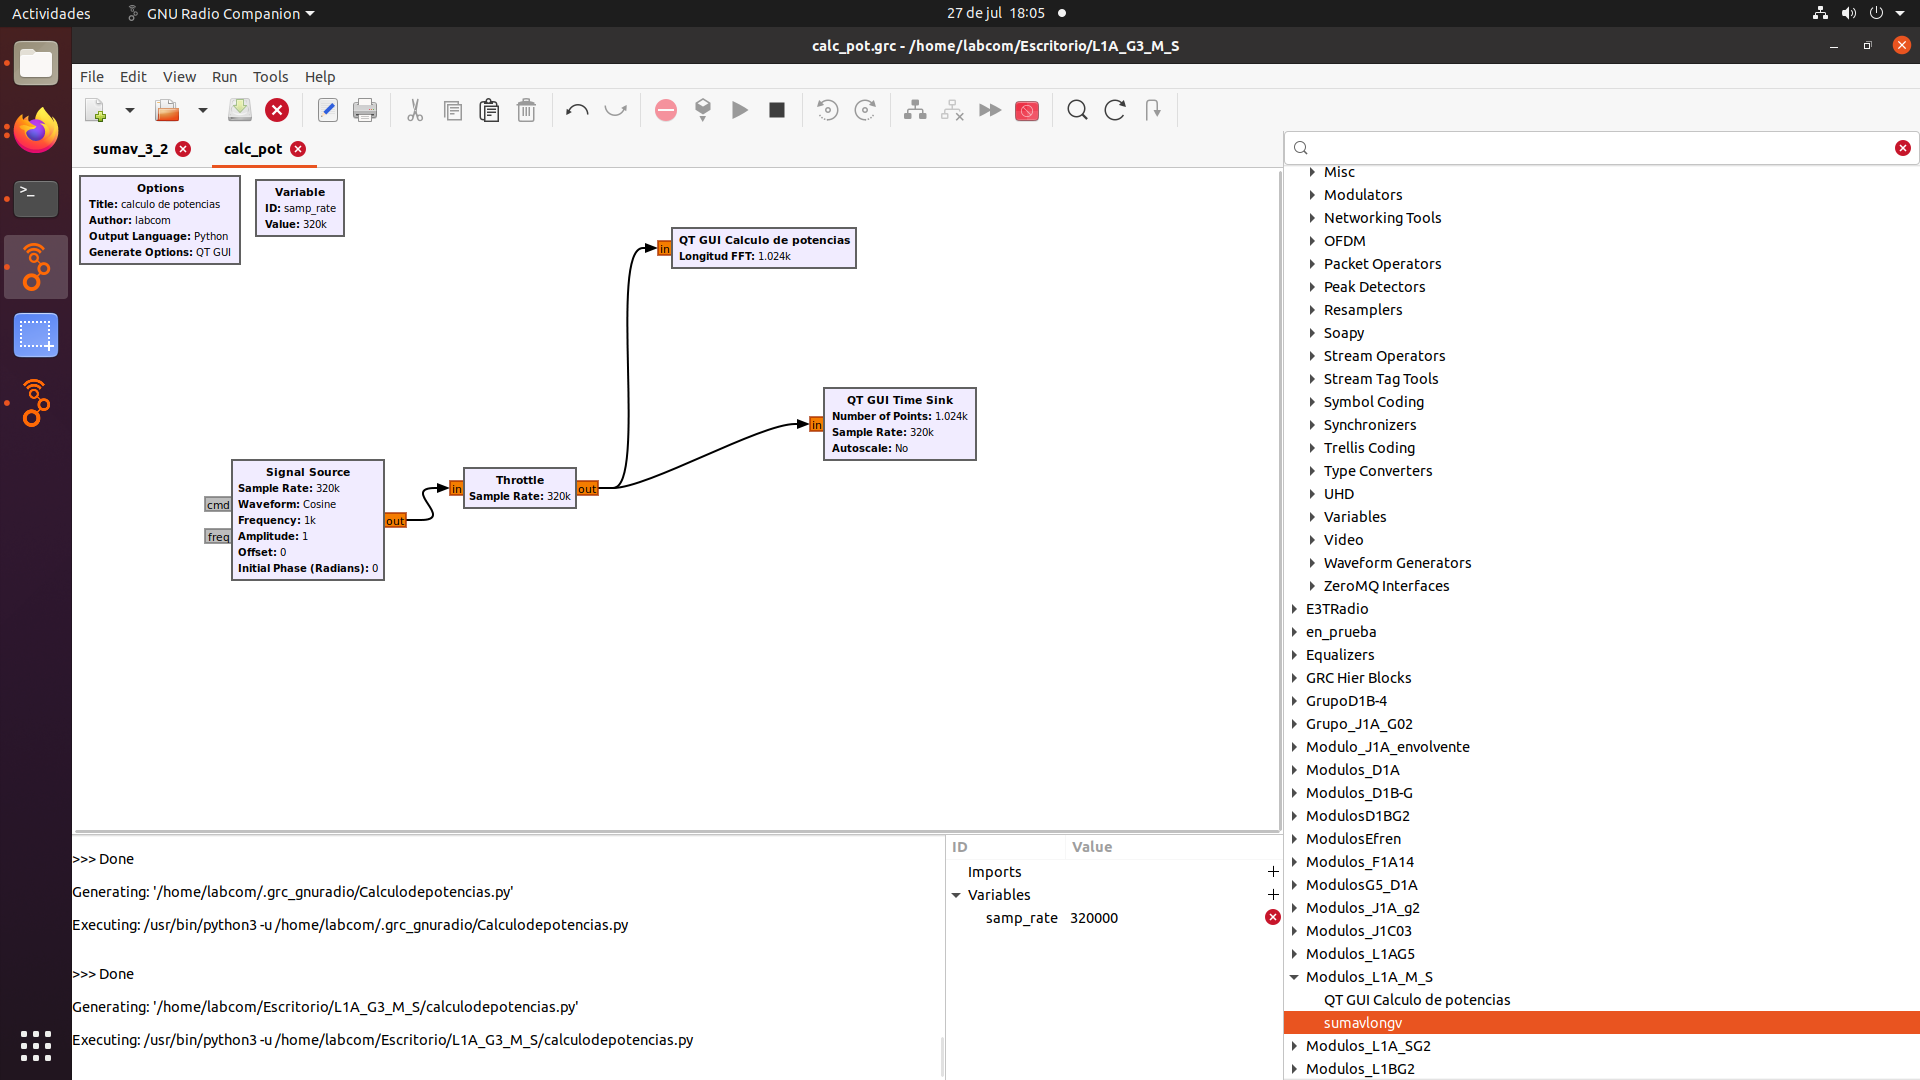 Actividades
GNU Radio Companion
27 de jul 18:05
calc_pot.grc - /home/labcom/Escritorio/L1A_G3_M_S
File Edit View Run Tools Help
sumav_3_2
calc_pot
Options
Title: calculo de potencias
Author: labcom
Output Language: Python
Generate Options: QT GUI
Variable
ID: samp_rate
Value: 320k
in
QT GUI Calculo de potencias
Longitud FFT: 1.024k
in
QT GUI Time Sink
Number of Points: 1.024k
Sample Rate: 320k
Autoscale: No
cmd
freq
Signal Source
Sample Rate: 320k
Waveform: Cosine
Frequency: 1k
Amplitude: 1
Offset: 0
Initial Phase (Radians): 0
out
in
Throttle
Sample Rate: 320k
out
Misc
Modulators
Networking Tools
OFDM
Packet Operators
Peak Detectors
Resamplers
Soapy
Stream Operators
Stream Tag Tools
Symbol Coding
Synchronizers
Trellis Coding
Type Converters
UHD
Variables
Video
Waveform Generators
ZeroMQ Interfaces
E3TRadio
en_prueba
Equalizers
GRC Hier Blocks
GrupoD1B-4
Grupo_J1A_G02
Modulo_J1A_envolvente
Modulos_D1A
Modulos_D1B-G
ModulosD1BG2
ModulosEfren
Modulos_F1A14
ModulosG5_D1A
Modulos_J1A_g2
Modulos_J1C03
Modulos_L1AG5
Modulos_L1A_M_S
QT GUI Calculo de potencias
sumavlongv
Modulos_L1A_SG2
Modulos_L1BG2
>>> Done
Generating: '/home/labcom/.grc_gnuradio/Calculodepotencias.py'
Executing: /usr/bin/python3 -u /home/labcom/.grc_gnuradio/Calculodepotencias.py
>>> Done
Generating: '/home/labcom/Escritorio/L1A_G3_M_S/calculodepotencias.py'
Executing: /usr/bin/python3 -u /home/labcom/Escritorio/L1A_G3_M_S/calculodepotencias.py
ID Value
Imports
Variables
samp_rate 320000